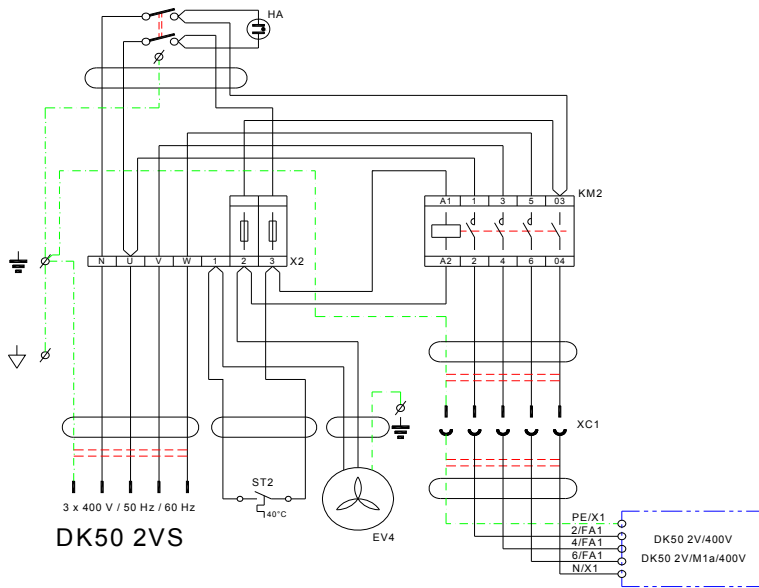 HA
KM2
A1 1 3 5 03
X2
N U V W 1 2 3
A2 2 4 6 04
XC1
ST2
40°C
3 x 400 V / 50 Hz / 60 Hz
DK50 2VS
EV4
PE/X1
2/FA1
4/FA1
6/FA1
N/X1
DK50 2V/400V
DK50 2V/M1a/400V